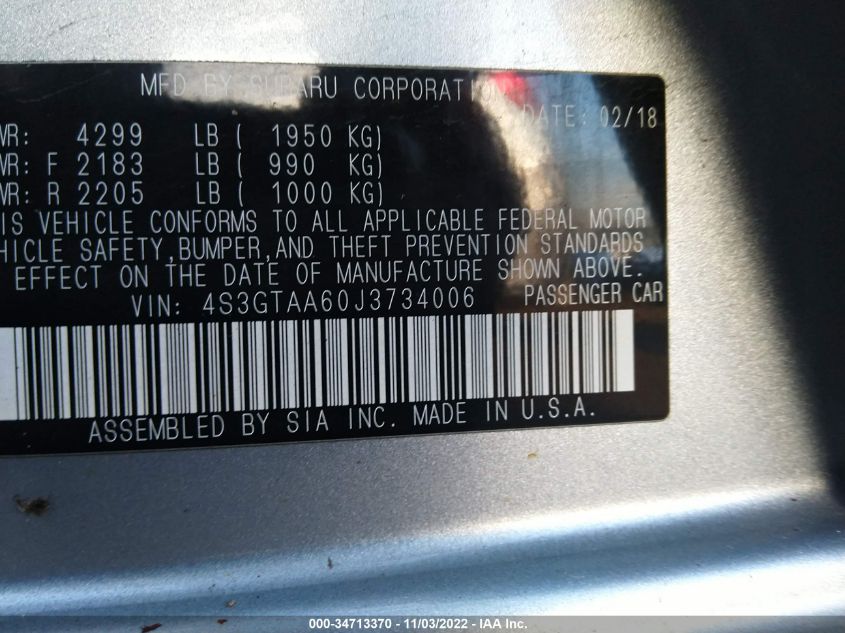 MFD BY SUBARU CORPORATION
DATE: 02/18
WR: 4299 LB ( 1950 KG)
WR: F 2183 LB ( 990 KG)
WR: R 2205 LB ( 1000 KG)
IS VEHICLE CONFORMS TO ALL APPLICABLE FEDERAL MOTOR
HICLE SAFETY,BUMPER,AND THEFT PREVENTION STANDARDS
EFFECT ON THE DATE OF MANUFACTURE SHOWN ABOVE.
VIN: 4S3GTAA60J3734006 PASSENGER CAR
ASSEMBLED BY SIA INC. MADE IN U.S.A.
000-34713370 - 11/03/2022 - IAA Inc.